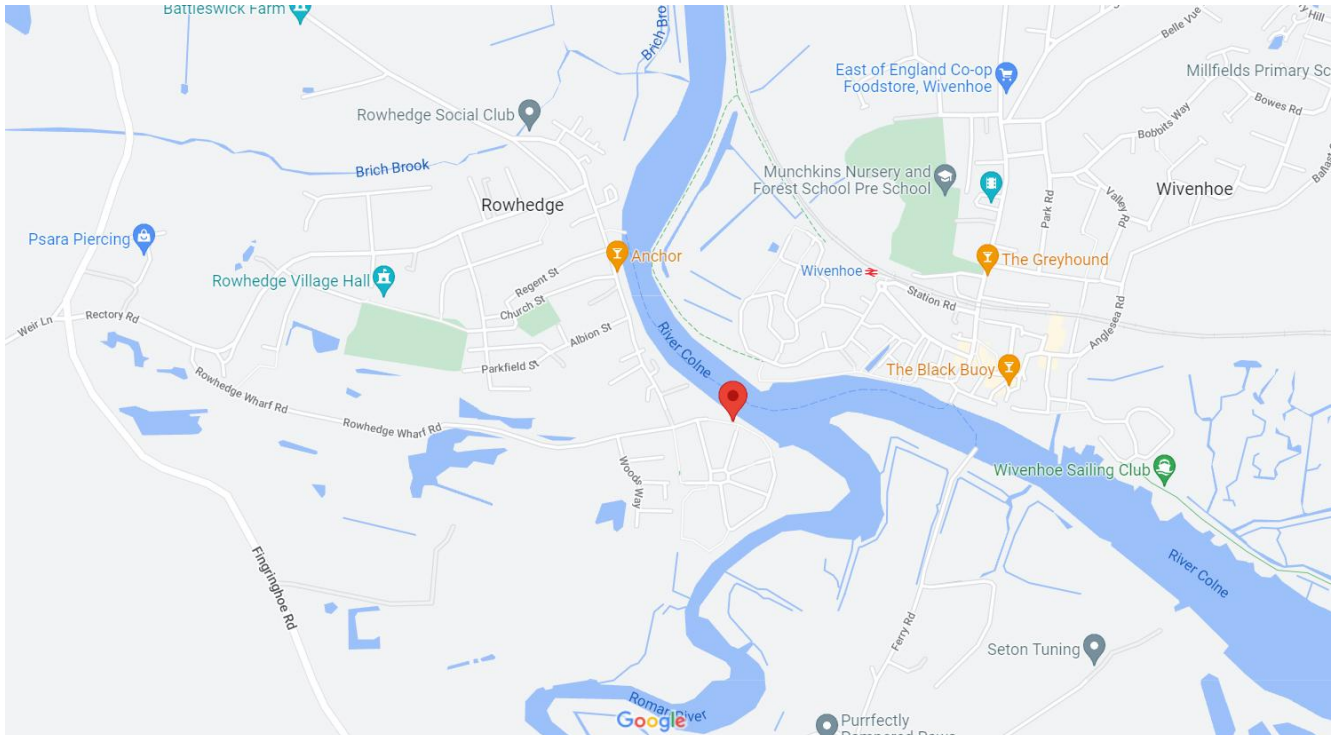 Battleswick Farm
Brich Bro
Belle Vue
Hill
East of England Co-op
Foodstore, Wivenhoe
Millfields Primary Sc
Bowes Rd
Rowhedge Social Club
Bobbits Way
Brich Brook
Munchkins Nursery and
Forest School Pre School
Wivenhoe
Rowhedge
Park Rd
Valley Rd
Psara Piercing
Anchor
The Greyhound
Wivenhoe
Rowhedge Village Hall
Regent St
Church St
Station Rd
Weir Ln
Rectory Rd
Albion St
River Colne
Anglesea Rd
Parkfield St
The Black Buoy
Rowhedge Wharf Rd
Rowhedge Wharf Rd
Woods Way
Wivenhoe Sailing Club
River Colne
Fingringhoe Rd
Ferry Rd
Seton Tuning
Roman River
Google
Purrfectly